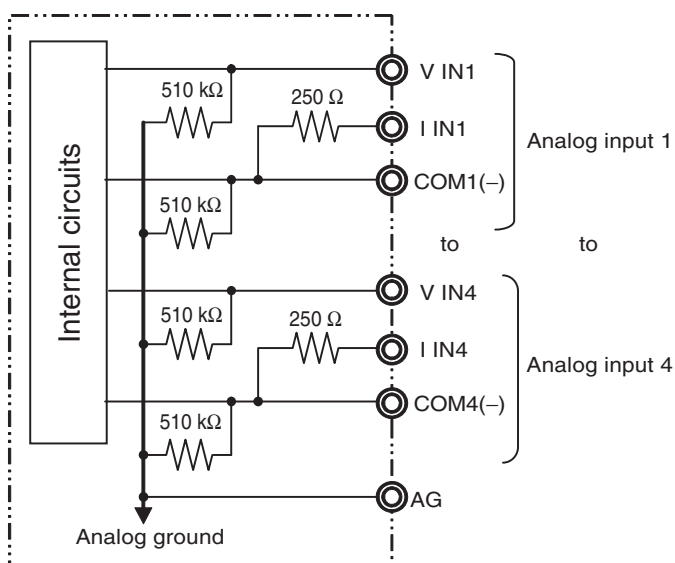 V IN1
510 kΩ
250 Ω
I IN1
Analog input 1
COM1(–)
510 kΩ
Internal circuits
to
to
V IN4
510 kΩ
250 Ω
I IN4
Analog input 4
COM4(–)
510 kΩ
AG
Analog ground